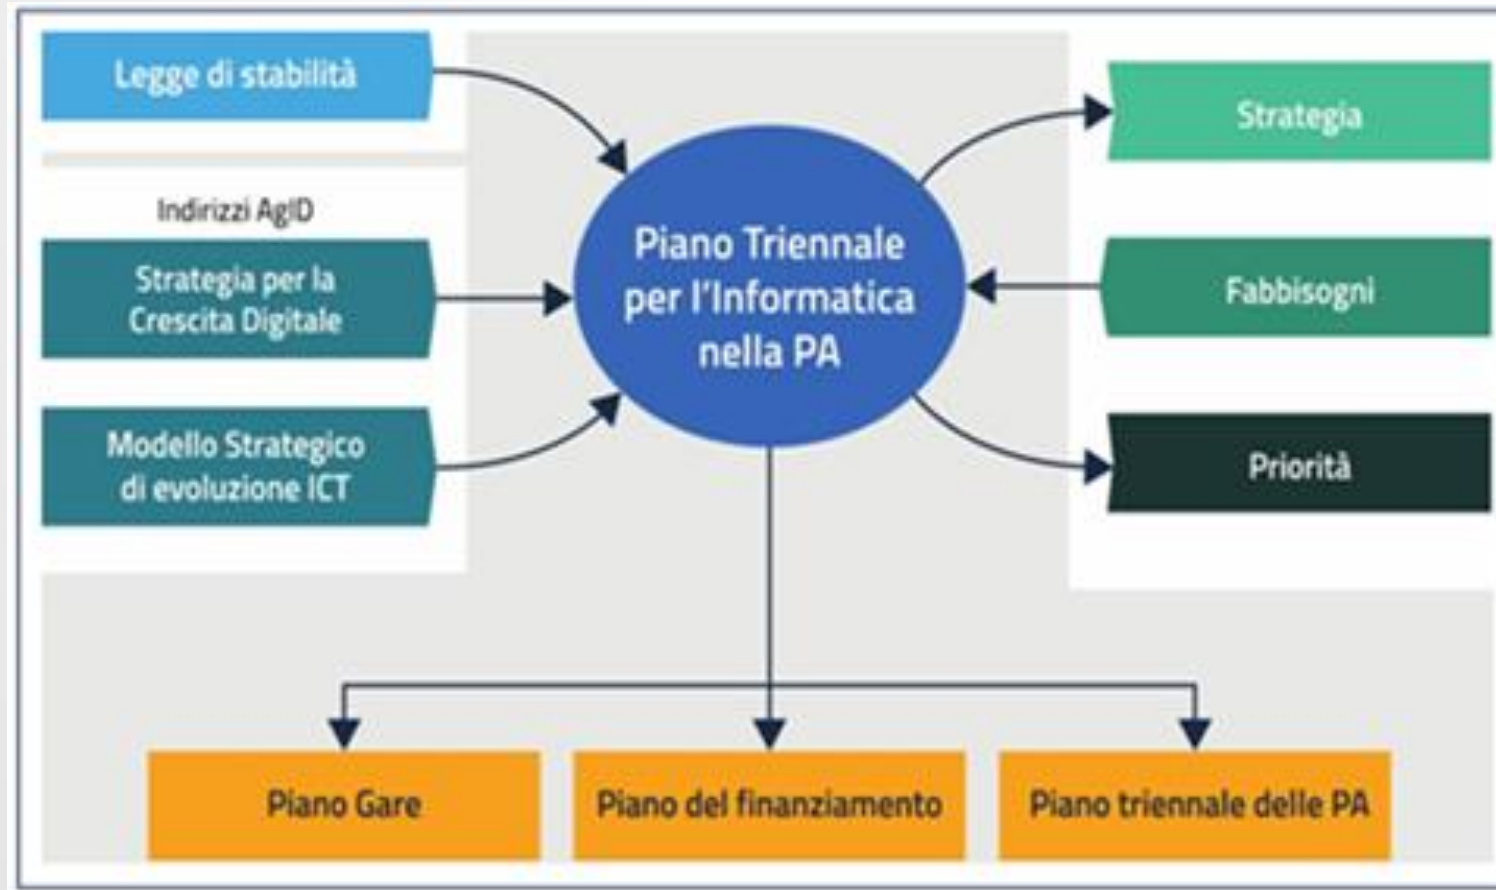 Legge di stabilità
Indirizzi AgID
Strategia per la
Crescita Digitale
Modello Strategico
di evoluzione ICT
Piano Triennale
per l'Informatica
nella PA
Strategia
Fabbisogni
Priorità
Piano Gare
Piano del finanziamento
Piano triennale delle PA